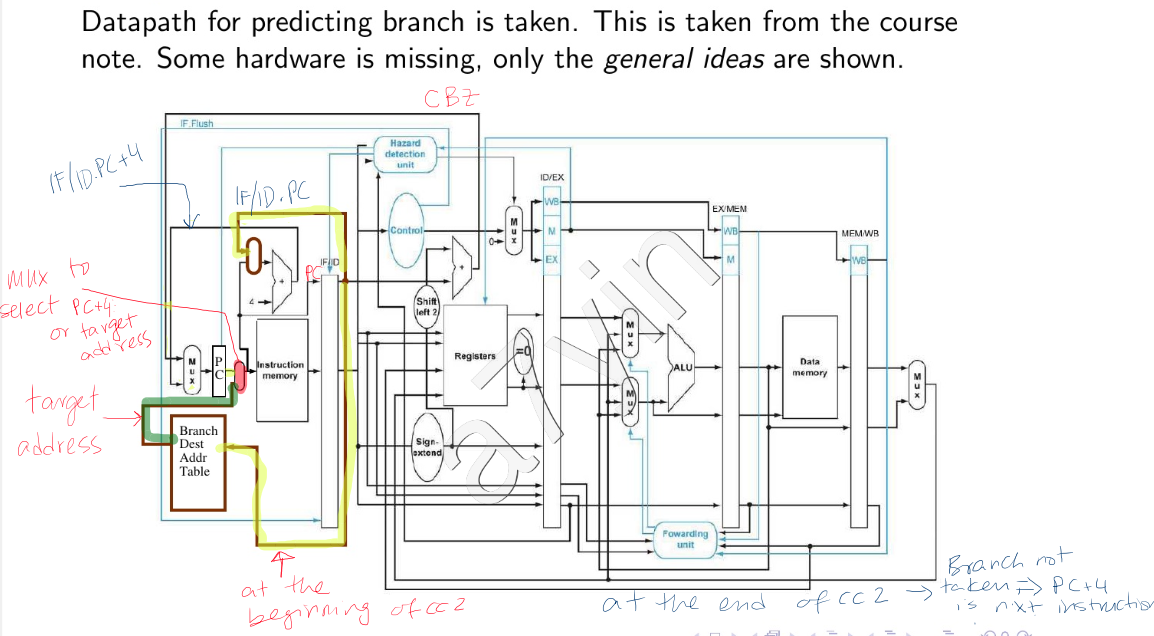 Datapath for predicting branch is taken. This is taken from the course
note. Some hardware is missing, only the general ideas are shown.
CBZ
IF.Flush
IF/ID.PC+4
Hazard
detection
unit
IF/ID.PC
ID/EX
WB
M
EX
Control
Mux
0
EX/MEM
WB
M
MEM/WB
WB
PC
IF/ID
+
4
+
Mux to
select PC+4
or target
address
Shift
left 2
Mux
PC
Instruction
memory
Registers
=0
Mux
ALU
Mux
Data
memory
Mux
target
address
Branch
Dest
Addr
Table
Sign-
extend
Fowarding
unit
at the
beginning of cc2
at the end of cc2 →
Branch not
taken => PC+4
is nxt instruction